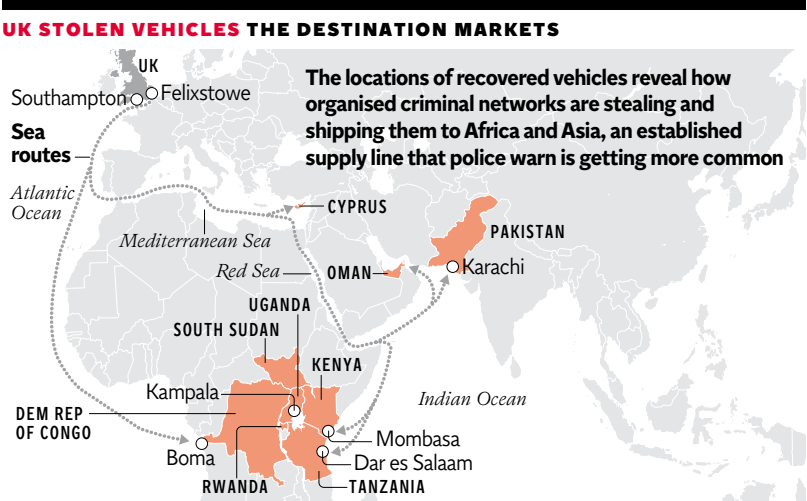 UK STOLEN VEHICLES THE DESTINATION MARKETS
The locations of recovered vehicles reveal how
organised criminal networks are stealing and
shipping them to Africa and Asia, an established
supply line that police warn is getting more common
UK
Southampton
Felixstowe
Sea
routes
Atlantic
Ocean
CYPRUS
Mediterranean Sea
PAKISTAN
Red Sea
OMAN
Karachi
UGANDA
SOUTH SUDAN
KENYA
Kampala
Indian Ocean
DEM REP
OF CONGO
Mombasa
Boma
Dar es Salaam
RWANDA
TANZANIA